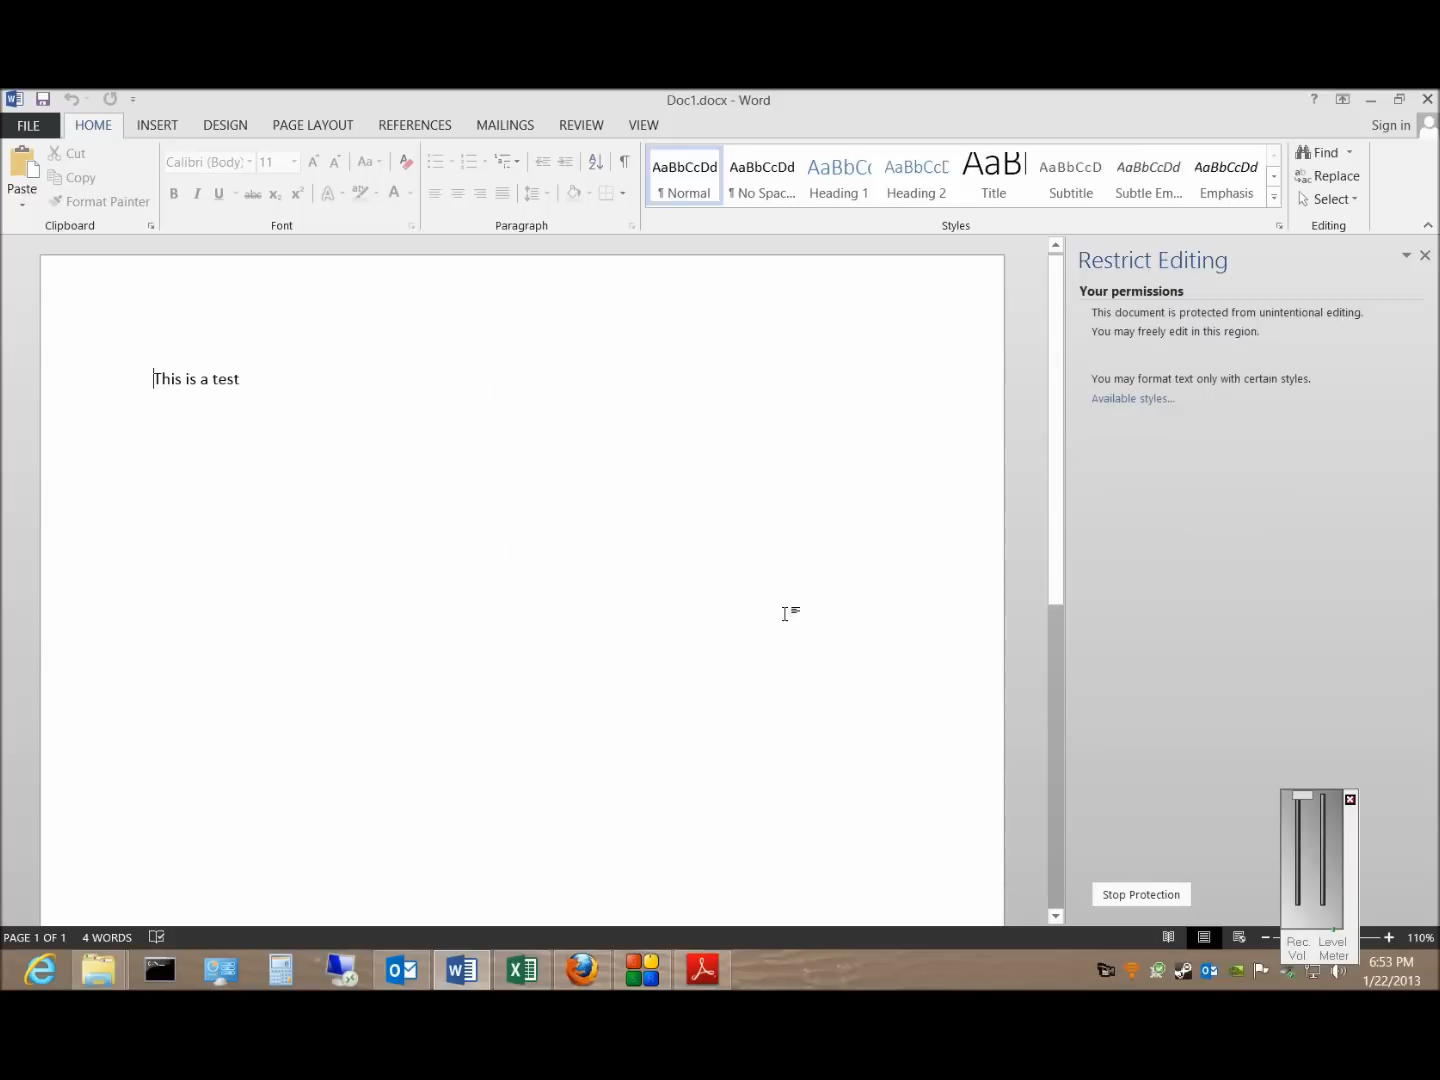 Doc1.docx - Word
?
FILE HOME INSERT DESIGN PAGE LAYOUT REFERENCES MAILINGS REVIEW VIEW Sign in
Paste
Cut
Copy
Format Painter
Clipboard
Calibri (Body) 11
Aa
B I U abc x₂ x² A ab A
Font
Paragraph
AaBbCcDd AaBbCcDd AaBbCc AaBbCcD AaB AaBbCcD AaBbCcDd AaBbCcDd
¶ Normal ¶ No Spac... Heading 1 Heading 2 Title Subtitle Subtle Em... Emphasis
Styles
Find
Replace
Select
Editing
This is a test
Restrict Editing
Your permissions
This document is protected from unintentional editing.
You may freely edit in this region.
You may format text only with certain styles.
Available styles...
Stop Protection
Rec. Level
Vol Meter
PAGE 1 OF 1 4 WORDS
110%
6:53 PM
1/22/2013